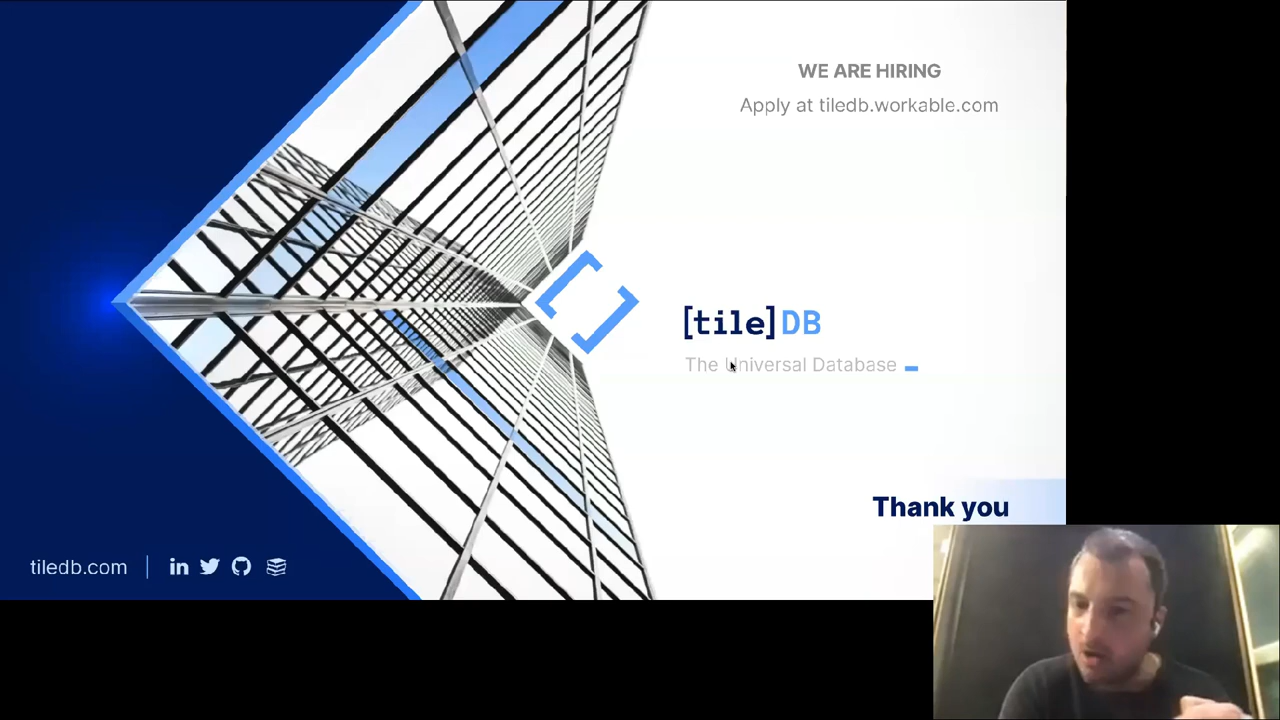 WE ARE HIRING
Apply at tiledb.workable.com
[tile]DB
The Universal Database
Thank you
tiledb.com